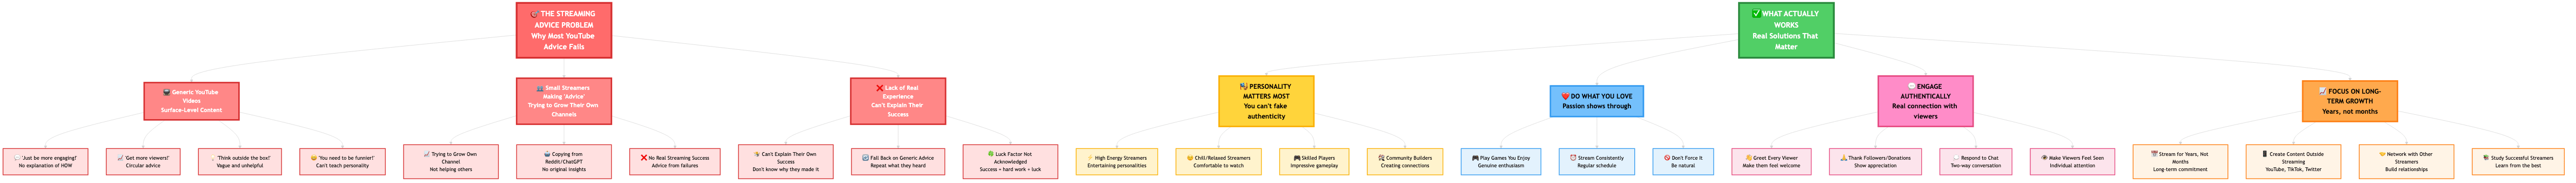 🎯 THE STREAMING
ADVICE PROBLEM
Why Most YouTube
Advice Fails
✅ WHAT ACTUALLY
WORKS
Real Solutions That
Matter
Generic YouTube
Videos
Surface-Level Content
👥 Small Streamers
Making 'Advice'
Trying to Grow Their Own
Channels
❌ Lack of Real
Experience
Can't Explain Their
Success
🎭 PERSONALITY
MATTERS MOST
You can't fake
authenticity
❤️ DO WHAT YOU LOVE
Passion shows through
💬 ENGAGE
AUTHENTICALLY
Real connection with
viewers
📈 FOCUS ON LONG-
TERM GROWTH
Years, not months
'Just be more engaging!'
No explanation of HOW
'Get more viewers!'
Circular advice
'Think outside the box!'
Vague and unhelpful
'You need to be funnier!'
Can't teach personality
Trying to Grow Own
Channel
Not helping others
Copying from
Reddit/ChatGPT
No original insights
❌ No Real Streaming Success
Advice from failures
Can't Explain Their Own
Success
Don't know why they made it
Fall Back on Generic Advice
Repeat what they heard
🍀 Luck Factor Not
Acknowledged
Success = hard work + luck
⚡ High Energy Streamers
Entertaining personalities
Chill/Relaxed Streamers
Comfortable to watch
🎮 Skilled Players
Impressive gameplay
Community Builders
Creating connections
🎮 Play Games You Enjoy
Genuine enthusiasm
⏰ Stream Consistently
Regular schedule
🚫 Don't Force It
Be natural
👋 Greet Every Viewer
Make them feel welcome
🙏 Thank Followers/Donations
Show appreciation
💬 Respond to Chat
Two-way conversation
👁️ Make Viewers Feel Seen
Individual attention
📅 Stream for Years, Not
Months
Long-term commitment
📱 Create Content Outside
Streaming
YouTube, TikTok, Twitter
🤝 Network with Other
Streamers
Build relationships
📚 Study Successful Streamers
Learn from the best